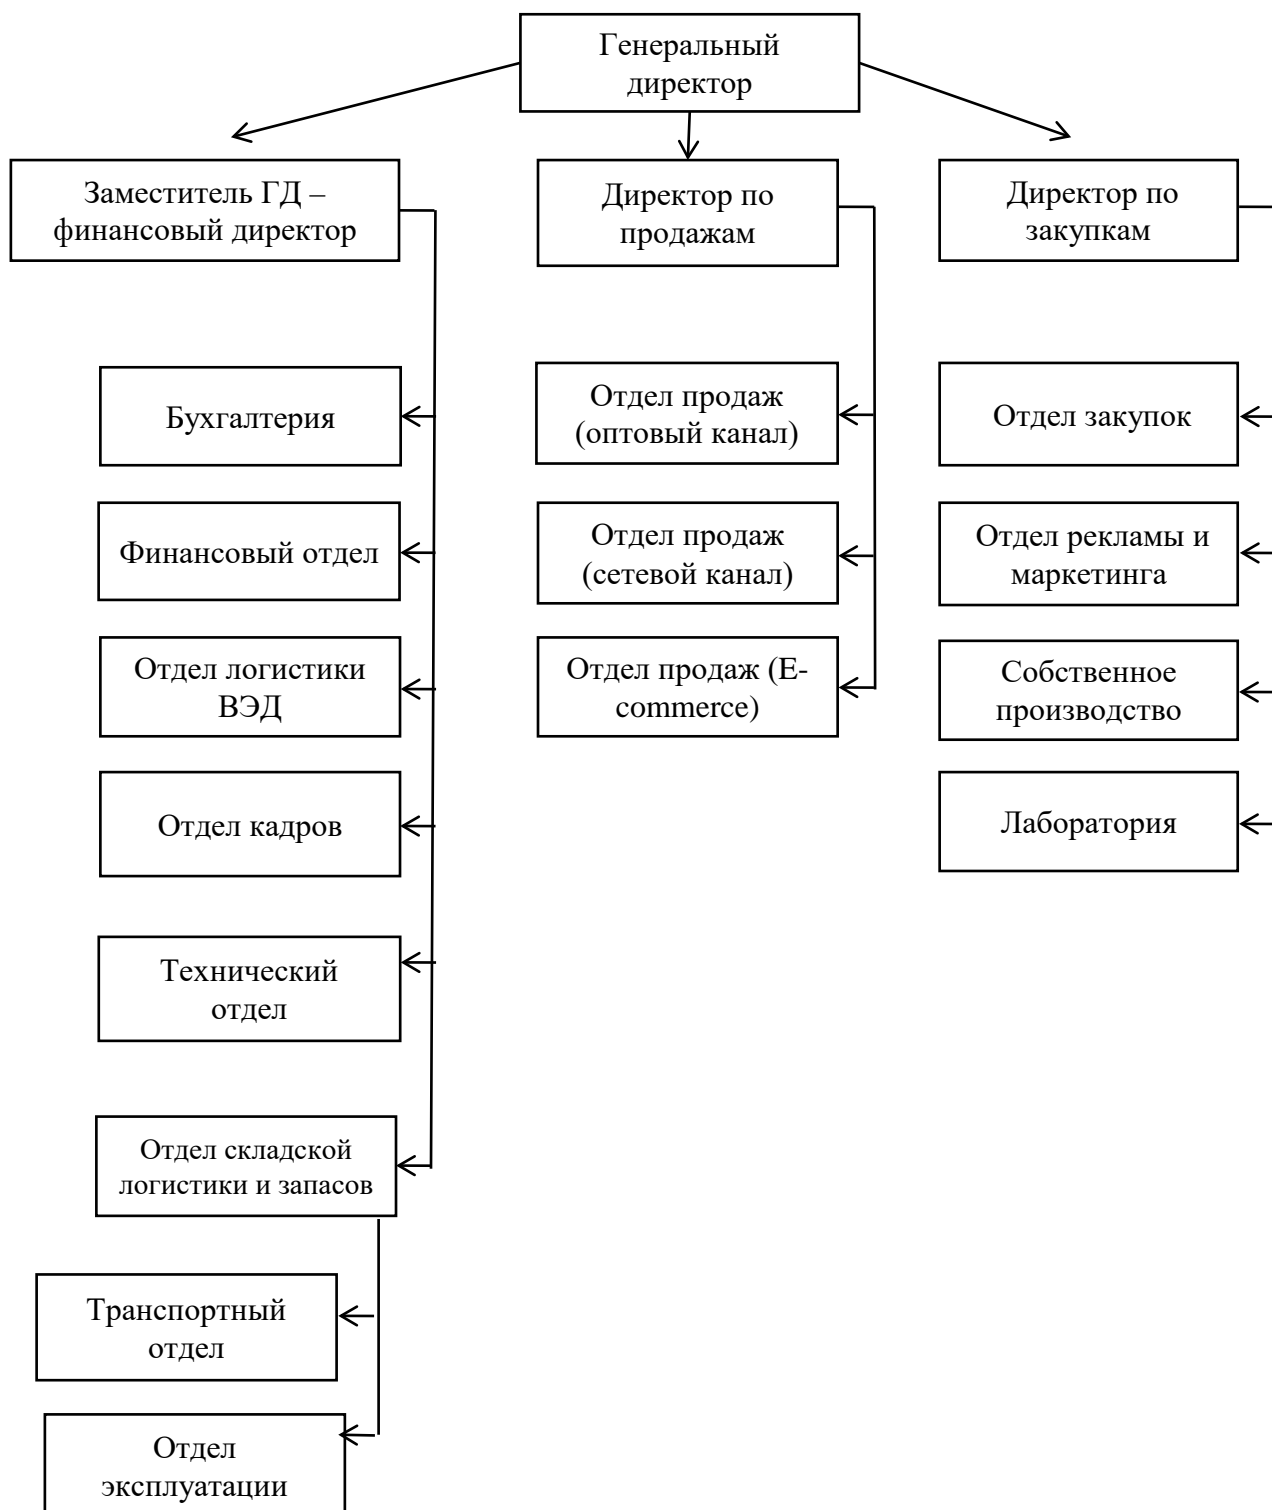 Генеральный
директор
Заместитель ГД –
финансовый директор
Директор по
продажам
Директор по
закупкам
Бухгалтерия
Финансовый отдел
Отдел логистики
ВЭД
Отдел кадров
Технический
отдел
Отдел складской
логистики и запасов
Транспортный
отдел
Отдел
эксплуатации
Отдел продаж
(оптовый канал)
Отдел продаж
(сетевой канал)
Отдел продаж (E-
commerce)
Отдел закупок
Отдел рекламы и
маркетинга
Собственное
производство
Лаборатория